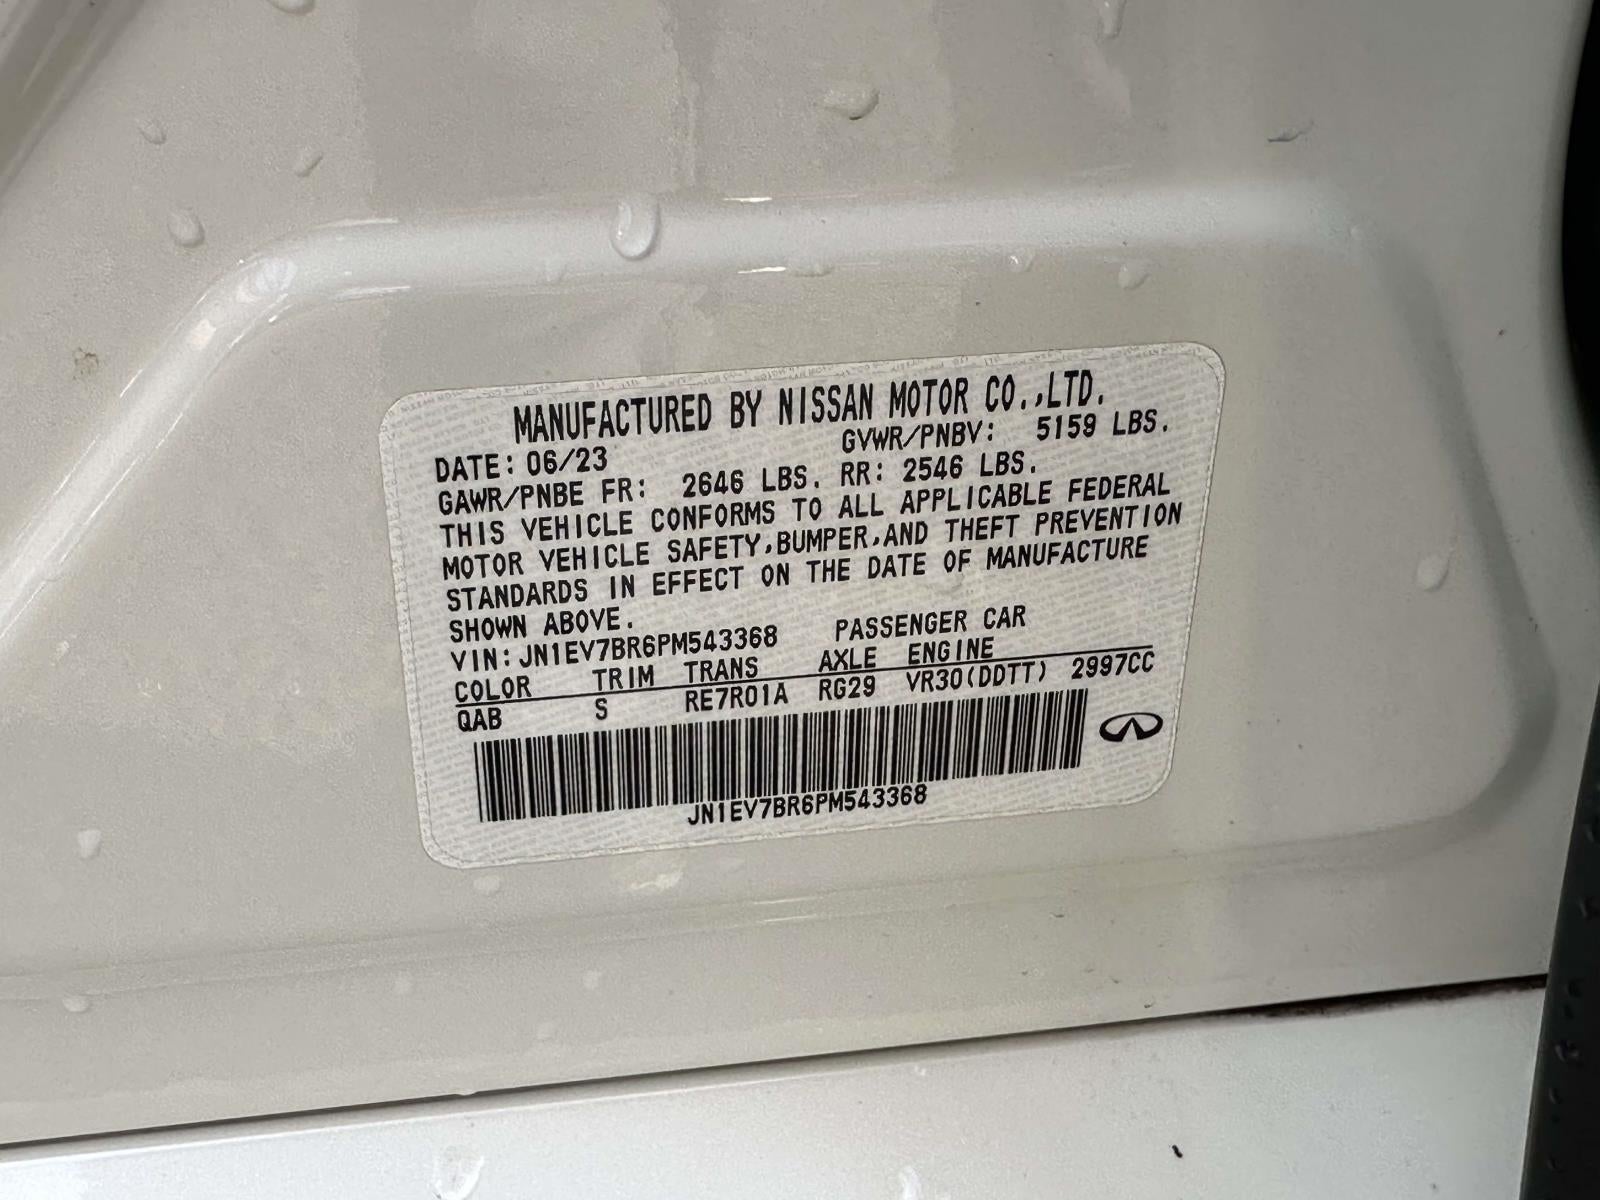 MANUFACTURED BY NISSAN MOTOR CO.,LTD.
DATE: 06/23 GVWR/PNBV: 5159 LBS.
GAWR/PNBE FR: 2646 LBS. RR: 2546 LBS.
THIS VEHICLE CONFORMS TO ALL APPLICABLE FEDERAL
MOTOR VEHICLE SAFETY,BUMPER,AND THEFT PREVENTION
STANDARDS IN EFFECT ON THE DATE OF MANUFACTURE
SHOWN ABOVE.
VIN:JN1EV7BR6PM543368 PASSENGER CAR
COLOR TRIM TRANS AXLE ENGINE
QAB S RE7R01A RG29 VR30(DDTT) 2997CC
JN1EV7BR6PM543368